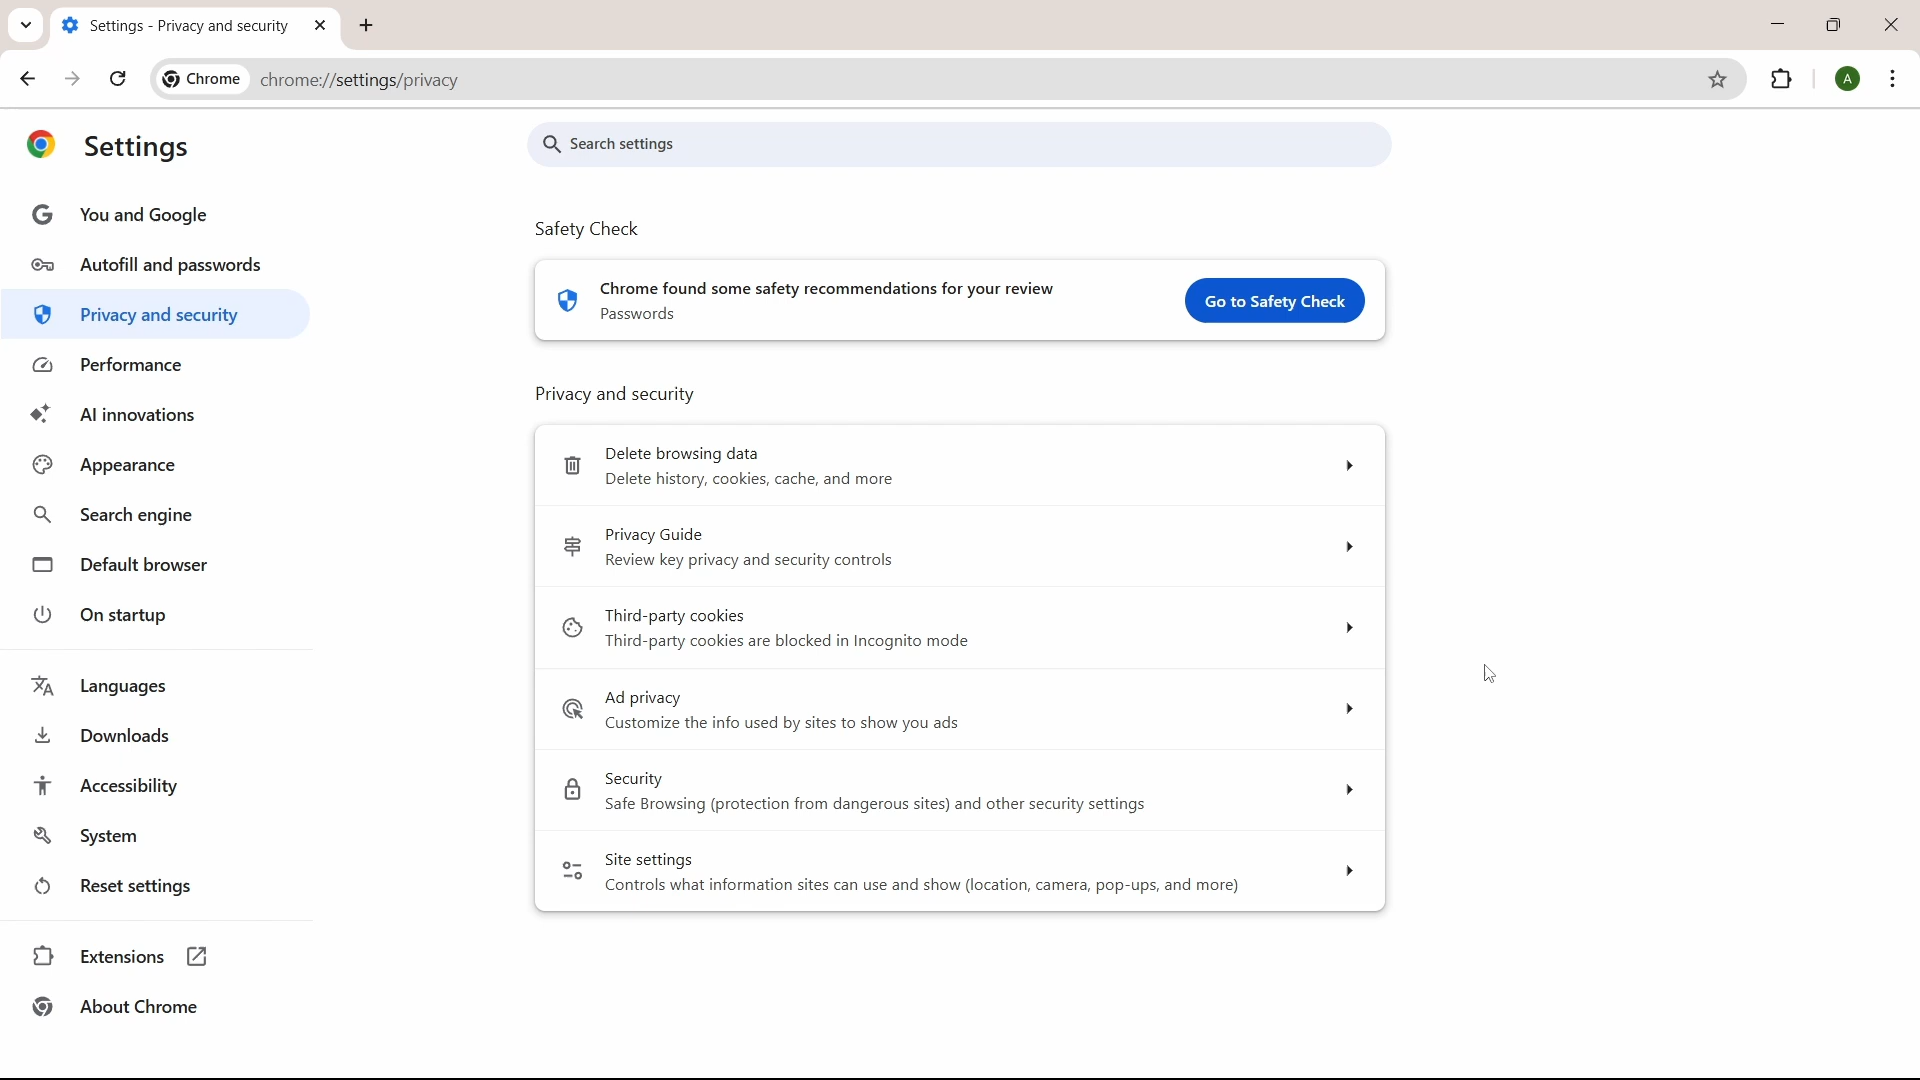 Settings - Privacy and security
Chrome
chrome://settings/privacy
A
Settings
Search settings
You and Google
Autofill and passwords
Privacy and security
Performance
AI innovations
Appearance
Search engine
Default browser
On startup
Languages
Downloads
Accessibility
System
Reset settings
Extensions
About Chrome
Safety Check
Chrome found some safety recommendations for your review
Passwords
Go to Safety Check
Privacy and security
Delete browsing data
Delete history, cookies, cache, and more
Privacy Guide
Review key privacy and security controls
Third-party cookies
Third-party cookies are blocked in Incognito mode
Ad privacy
Customize the info used by sites to show you ads
Security
Safe Browsing (protection from dangerous sites) and other security settings
Site settings
Controls what information sites can use and show (location, camera, pop-ups, and more)